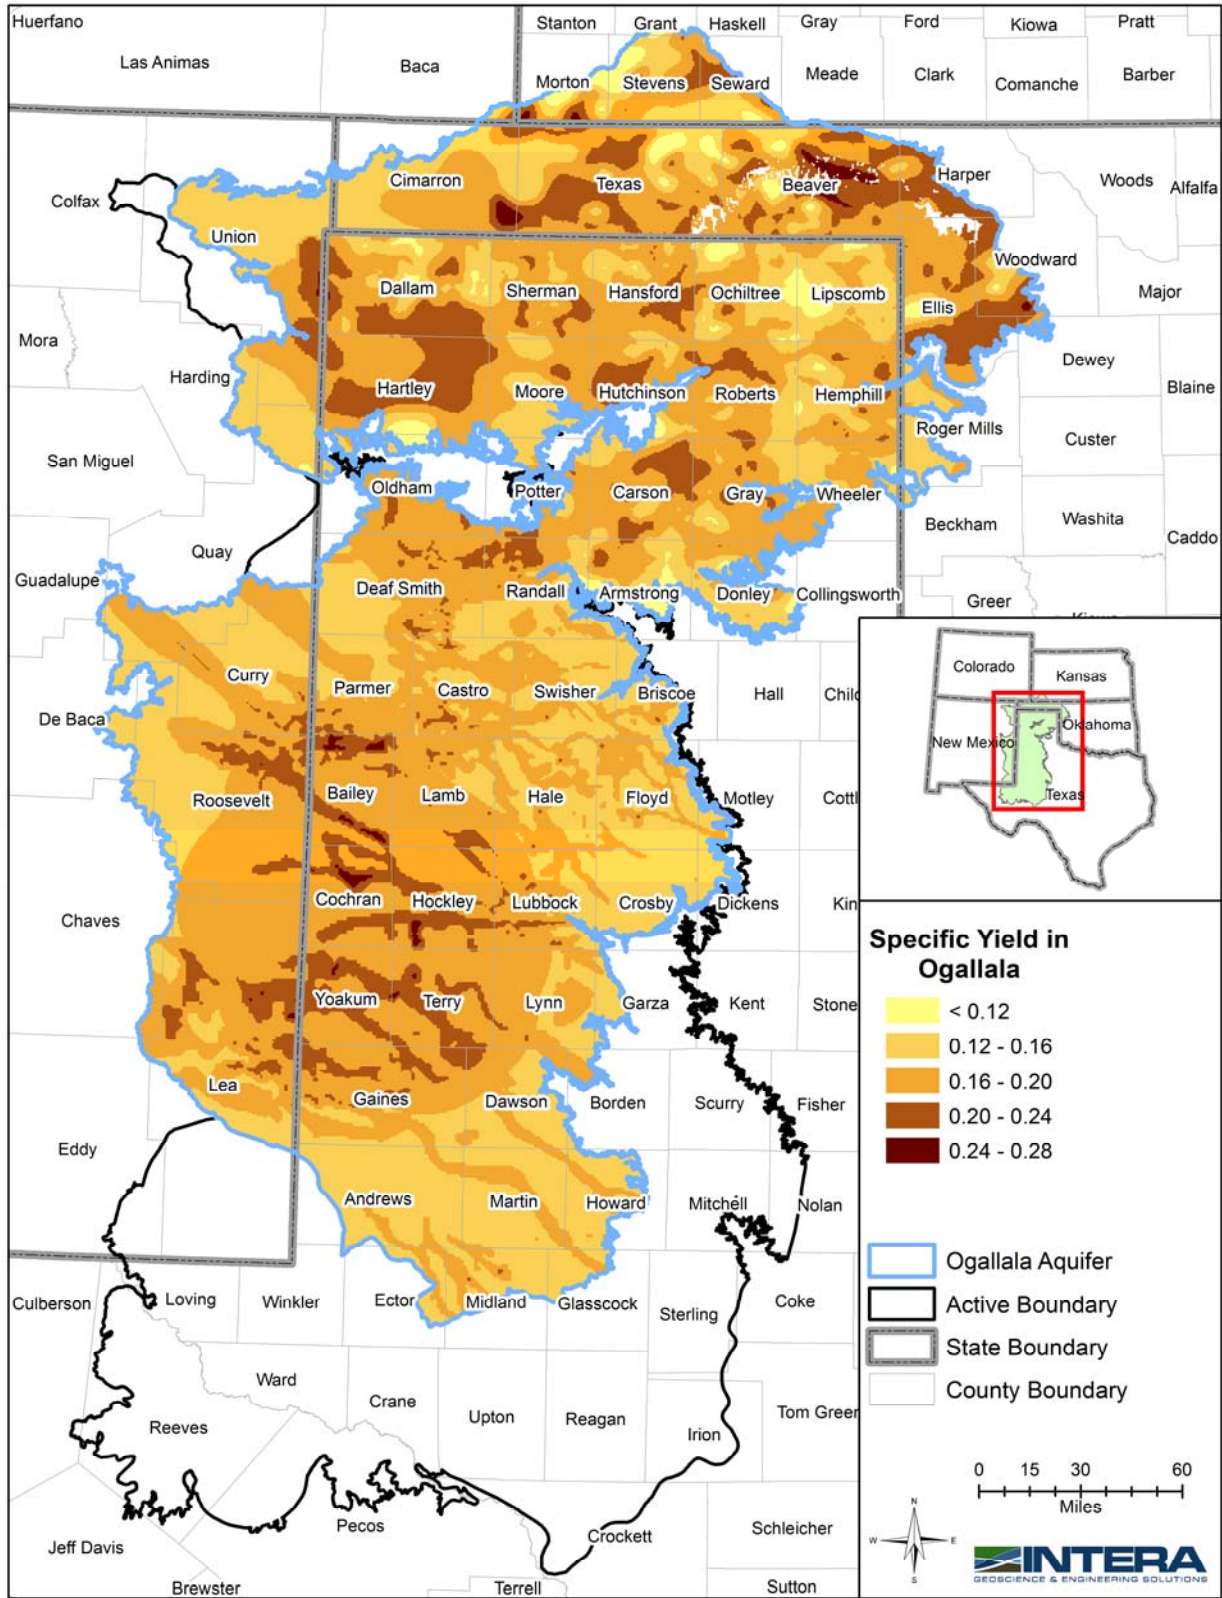 Huerfano
Stanton
Grant
Haskell
Gray
Ford
Kiowa
Pratt
Las Animas
Baca
Morton
Stevens
Seward
Meade
Clark
Comanche
Barber
Colfax
Union
Cimarron
Texas
Beaver
Harper
Woods
Alfalfa
Woodward
Major
Dallam
Sherman
Hansford
Ochiltree
Lipscomb
Ellis
Mora
Harding
Dewey
Blaine
Hartley
Moore
Hutchinson
Roberts
Hemphill
Roger Mills
Custer
San Miguel
Oldham
Potter
Carson
Gray
Wheeler
Beckham
Washita
Caddo
Quay
Guadalupe
Deaf Smith
Randall
Armstrong
Donley
Collingsworth
Greer
Curry
Parmer
Castro
Swisher
Briscoe
Hall
De Baca
Roosevelt
Bailey
Lamb
Hale
Floyd
Motley
Cottl
Chaves
Cochran
Hockley
Lubbock
Crosby
Dickens
Kin
Yoakum
Terry
Lynn
Garza
Kent
Stone
Lea
Gaines
Dawson
Borden
Scurry
Fisher
Eddy
Andrews
Martin
Howard
Mitchell
Nolan
Culberson
Loving
Winkler
Ector
Midland
Glasscock
Sterling
Coke
Ward
Crane
Upton
Reagan
Irion
Tom Green
Reeves
Pecos
Crockett
Schleicher
Jeff Davis
Brewster
Terrell
Sutton
Colorado
Kansas
New Mexico
Oklahoma
Texas
Specific Yield in
Ogallala
< 0.12
0.12 - 0.16
0.16 - 0.20
0.20 - 0.24
0.24 - 0.28
Ogallala Aquifer
Active Boundary
State Boundary
County Boundary
0 15 30 60
Miles
N
W E
S
INTERA
GEOSCIENCE & ENGINEERING SOLUTIONS